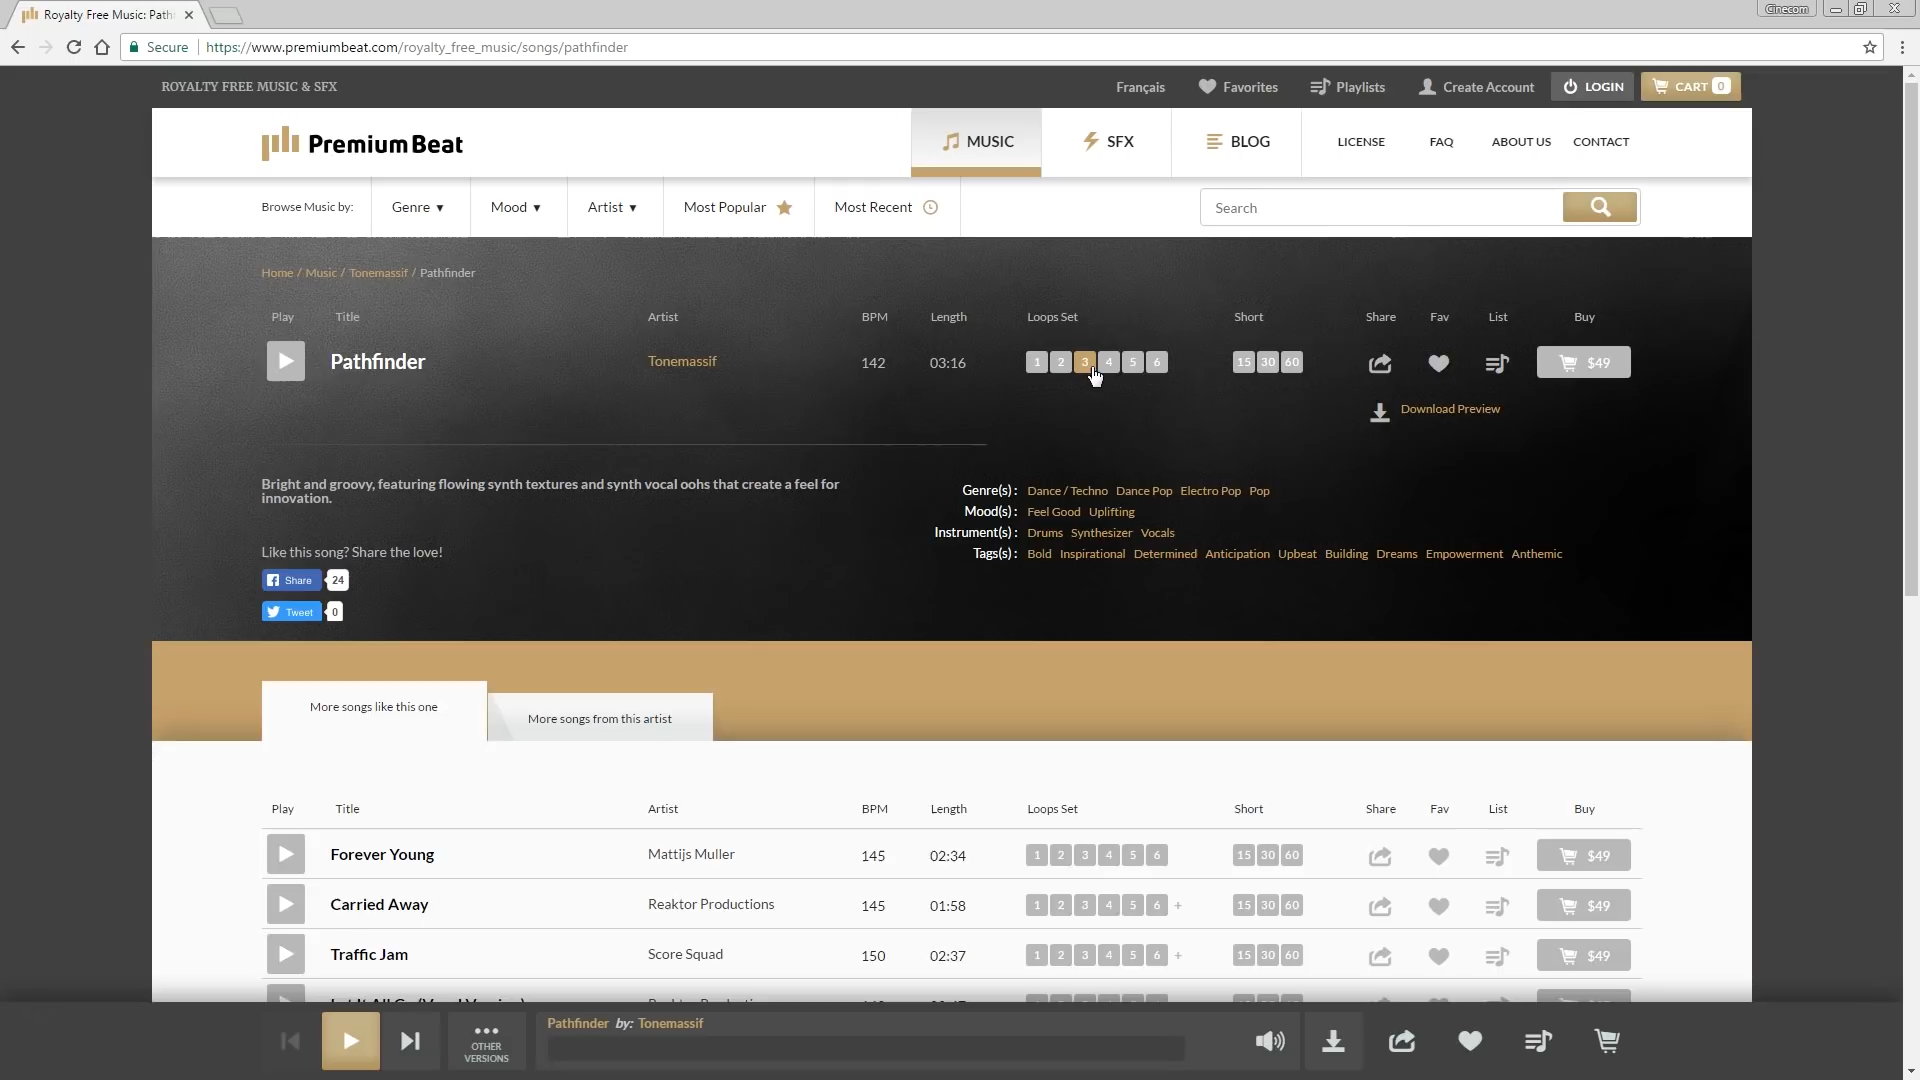 Royalty Free Music: Path
Cinecom
Secure https://www.premiumbeat.com/royalty_free_music/songs/pathfinder
ROYALTY FREE MUSIC & SFX
Français Favorites Playlists Create Account LOGIN CART 0
PremiumBeat
MUSIC SFX BLOG LICENSE FAQ ABOUT US CONTACT
Browse Music by: Genre ▼ Mood ▼ Artist ▼ Most Popular Most Recent Search
Home / Music / Tonemassif / Pathfinder
Play Title Artist BPM Length Loops Set Short Share Fav List Buy
Pathfinder Tonemassif 142 03:16 1 2 3 4 5 6 15 30 60 $49
Download Preview
Bright and groovy, featuring flowing synth textures and synth vocal oohs that create a feel for
innovation.
Genre(s) : Dance / Techno Dance Pop Electro Pop Pop
Mood(s) : Feel Good Uplifting
Instrument(s) : Drums Synthesizer Vocals
Tags(s) : Bold Inspirational Determined Anticipation Upbeat Building Dreams Empowerment Anthemic
Like this song? Share the love!
Share 24
Tweet 0
More songs like this one
More songs from this artist
Play Title Artist BPM Length Loops Set Short Share Fav List Buy
Forever Young Mattijs Muller 145 02:34 1 2 3 4 5 6 15 30 60 $49
Carried Away Reaktor Productions 145 01:58 1 2 3 4 5 6 + 15 30 60 $49
Traffic Jam Score Squad 150 02:37 1 2 3 4 5 6 + 15 30 60 $49
Pathfinder by: Tonemassif
OTHER
VERSIONS